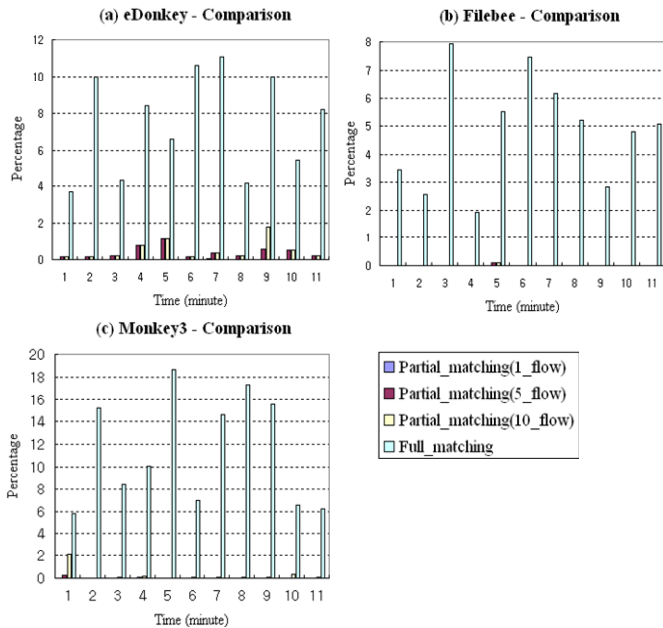 (a) eDonkey - Comparison
12
10
8
6
4
2
0
Percentage
1 2 3 4 5 6 7 8 9 10 11
Time (minute)
(b) Filebee - Comparison
8
7
6
5
4
3
2
1
0
Percentage
1 2 3 4 5 6 7 8 9 10 11
Time (minute)
(c) Monkey3 - Comparison
20
18
16
14
12
10
8
6
4
2
0
Percentage
1 2 3 4 5 6 7 8 9 10 11
Time (minute)
Partial_matching(1_flow)
Partial_matching(5_flow)
Partial_matching(10_flow)
Full_matching